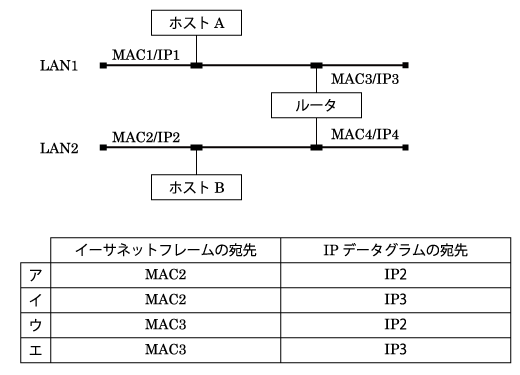 ホスト A
LAN1 MAC1/IP1
MAC3/IP3
ルータ
LAN2 MAC2/IP2 MAC4/IP4
ホスト B
イーサネットフレームの宛先 IP データグラムの宛先
ア MAC2 IP2
イ MAC2 IP3
ウ MAC3 IP2
エ MAC3 IP3